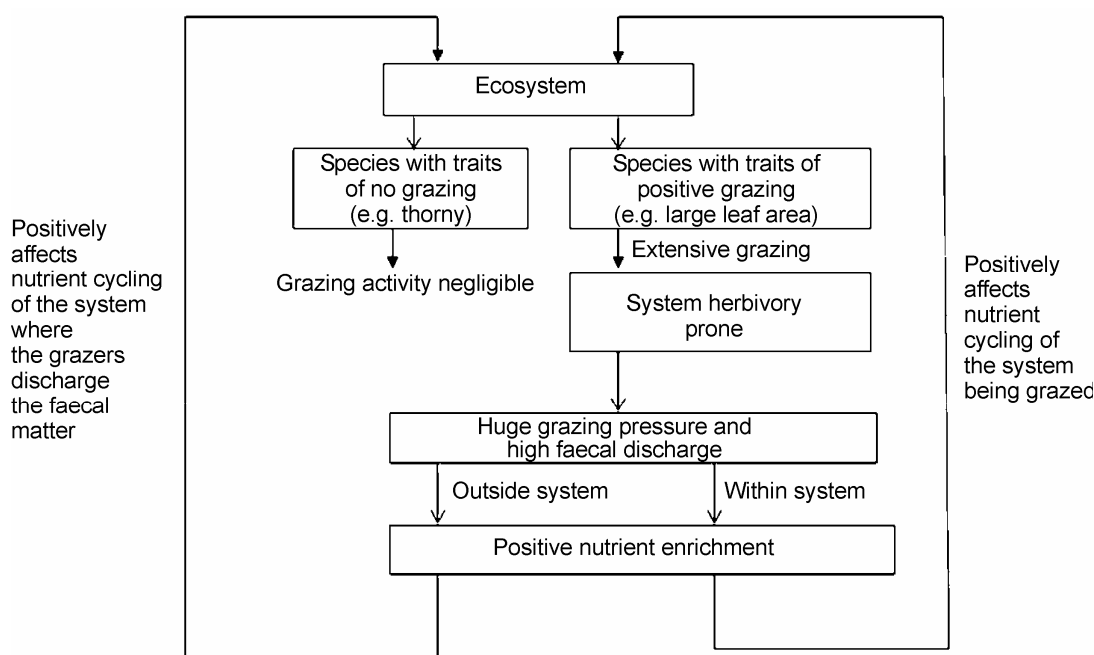 Ecosystem
Species with traits
of no grazing
(e.g. thorny)
Species with traits of
positive grazing
(e.g. large leaf area)
Extensive grazing
Grazing activity negligible
System herbivory
prone
Huge grazing pressure and
high faecal discharge
Outside system
Within system
Positive nutrient enrichment
Positively
affects
nutrient cycling
of the system
where
the grazers
discharge
the faecal
matter
Positively
affects
nutrient
cycling of
the system
being grazed